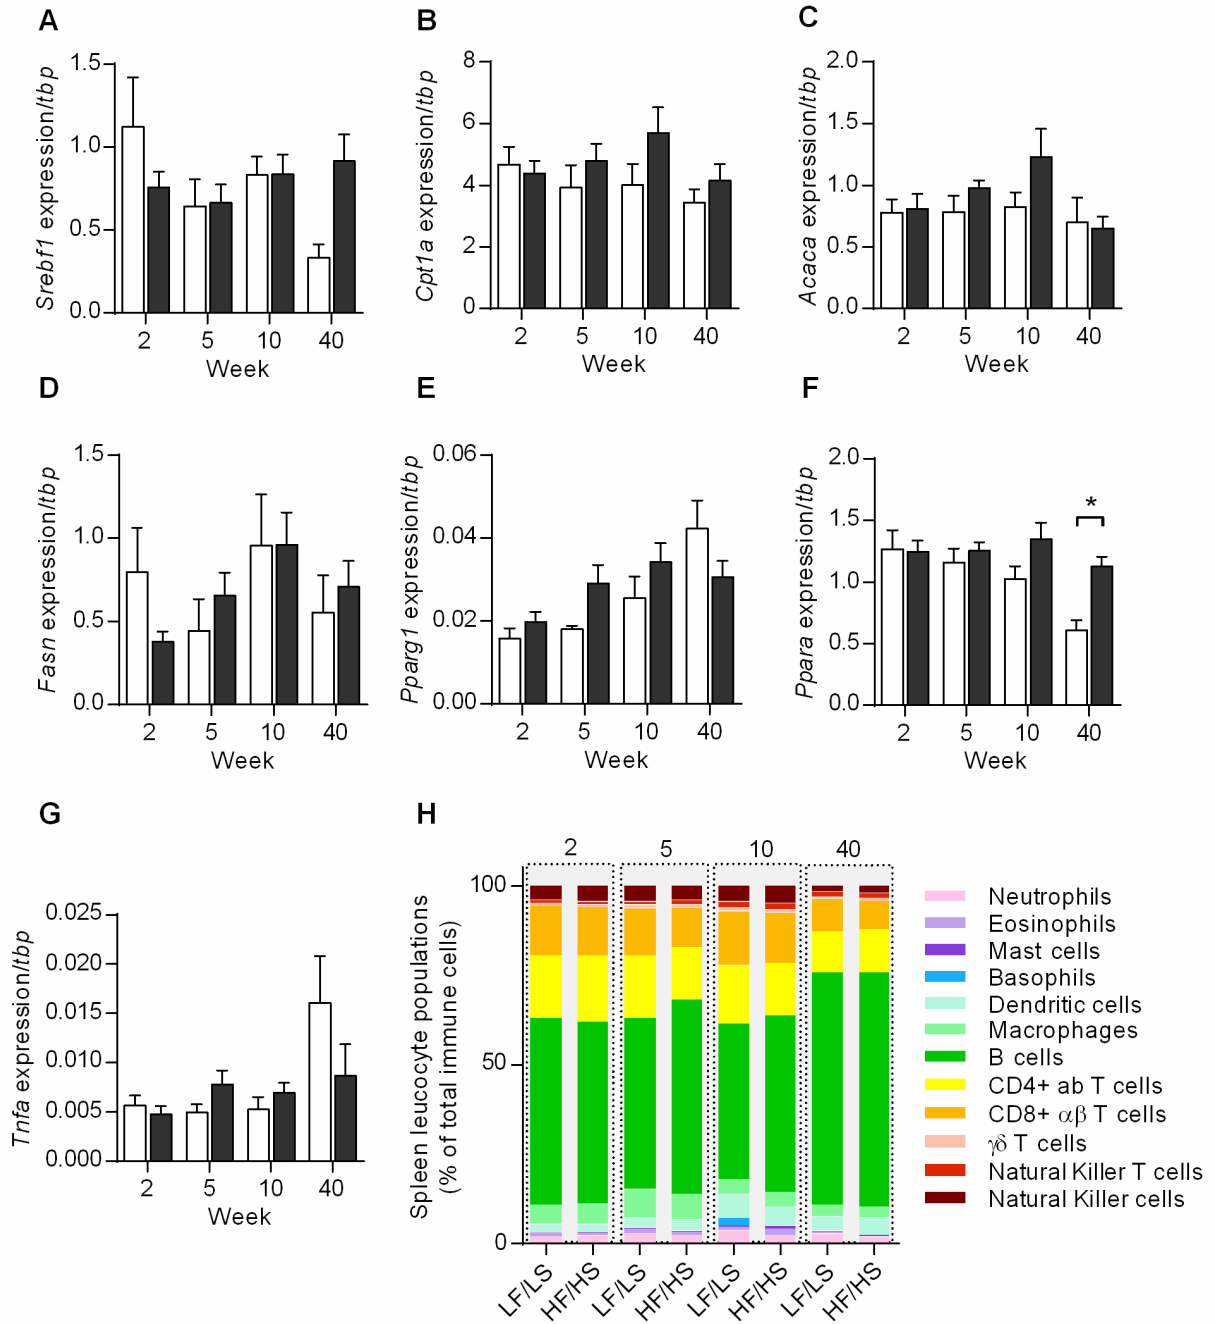 A
Srebf1 expression/tbp
1.5
1.0
0.5
0.0
2 5 10 40
Week
B
Cpt1a expression/tbp
8
6
4
2
0
2 5 10 40
Week
C
Acaca expression/tbp
2.0
1.5
1.0
0.5
0.0
2 5 10 40
Week
D
Fasn expression/tbp
1.5
1.0
0.5
0.0
2 5 10 40
Week
E
Pparg1 expression/tbp
0.06
0.04
0.02
0.00
2 5 10 40
Week
F
Ppara expression/tbp
2.0
1.5
1.0
0.5
0.0
*
2 5 10 40
Week
G
Tnfa expression/tbp
0.025
0.020
0.015
0.010
0.005
0.000
2 5 10 40
Week
H
Spleen leucocyte populations
(% of total immune cells)
2 5 10 40
100
50
0
LF/LS HF/HS LF/LS HF/HS LF/LS HF/HS LF/LS HF/HS
Neutrophils
Eosinophils
Mast cells
Basophils
Dendritic cells
Macrophages
B cells
CD4+ ab T cells
CD8+ αβ T cells
γδ T cells
Natural Killer T cells
Natural Killer cells